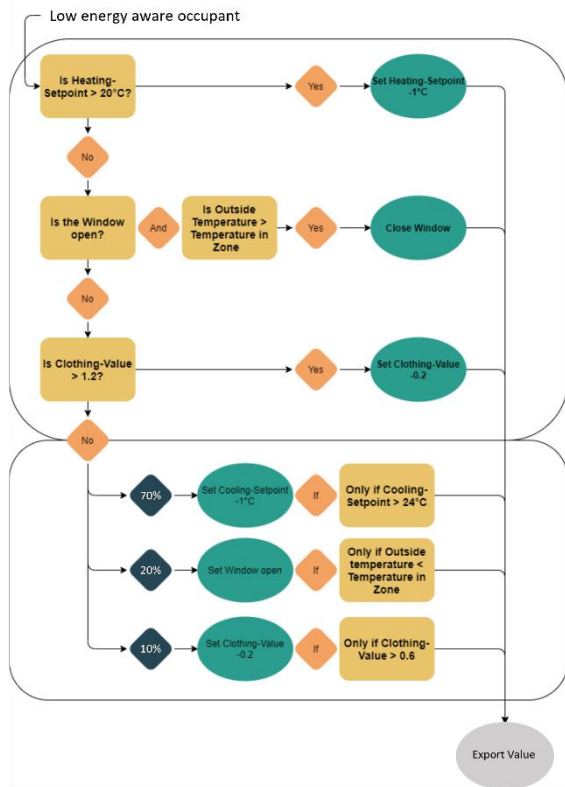 Low energy aware occupant
Is Heating-
Setpoint > 20°C?
Yes
Set Heating-Setpoint
-1°C
No
Is the Window
open?
And
Is Outside
Temperature >
Temperature in
Zone
Yes
Close Window
No
Is Clothing-Value
> 1.2?
Yes
Set Clothing-Value
-0.2
No
70%
Set Cooling-Setpoint
-1°C
If
Only if Cooling-
Setpoint > 24°C
20%
Set Window open
If
Only if Outside
temperature <
Temperature in
Zone
10%
Set Clothing-Value
-0.2
If
Only if Clothing-
Value > 0.6
Export Value